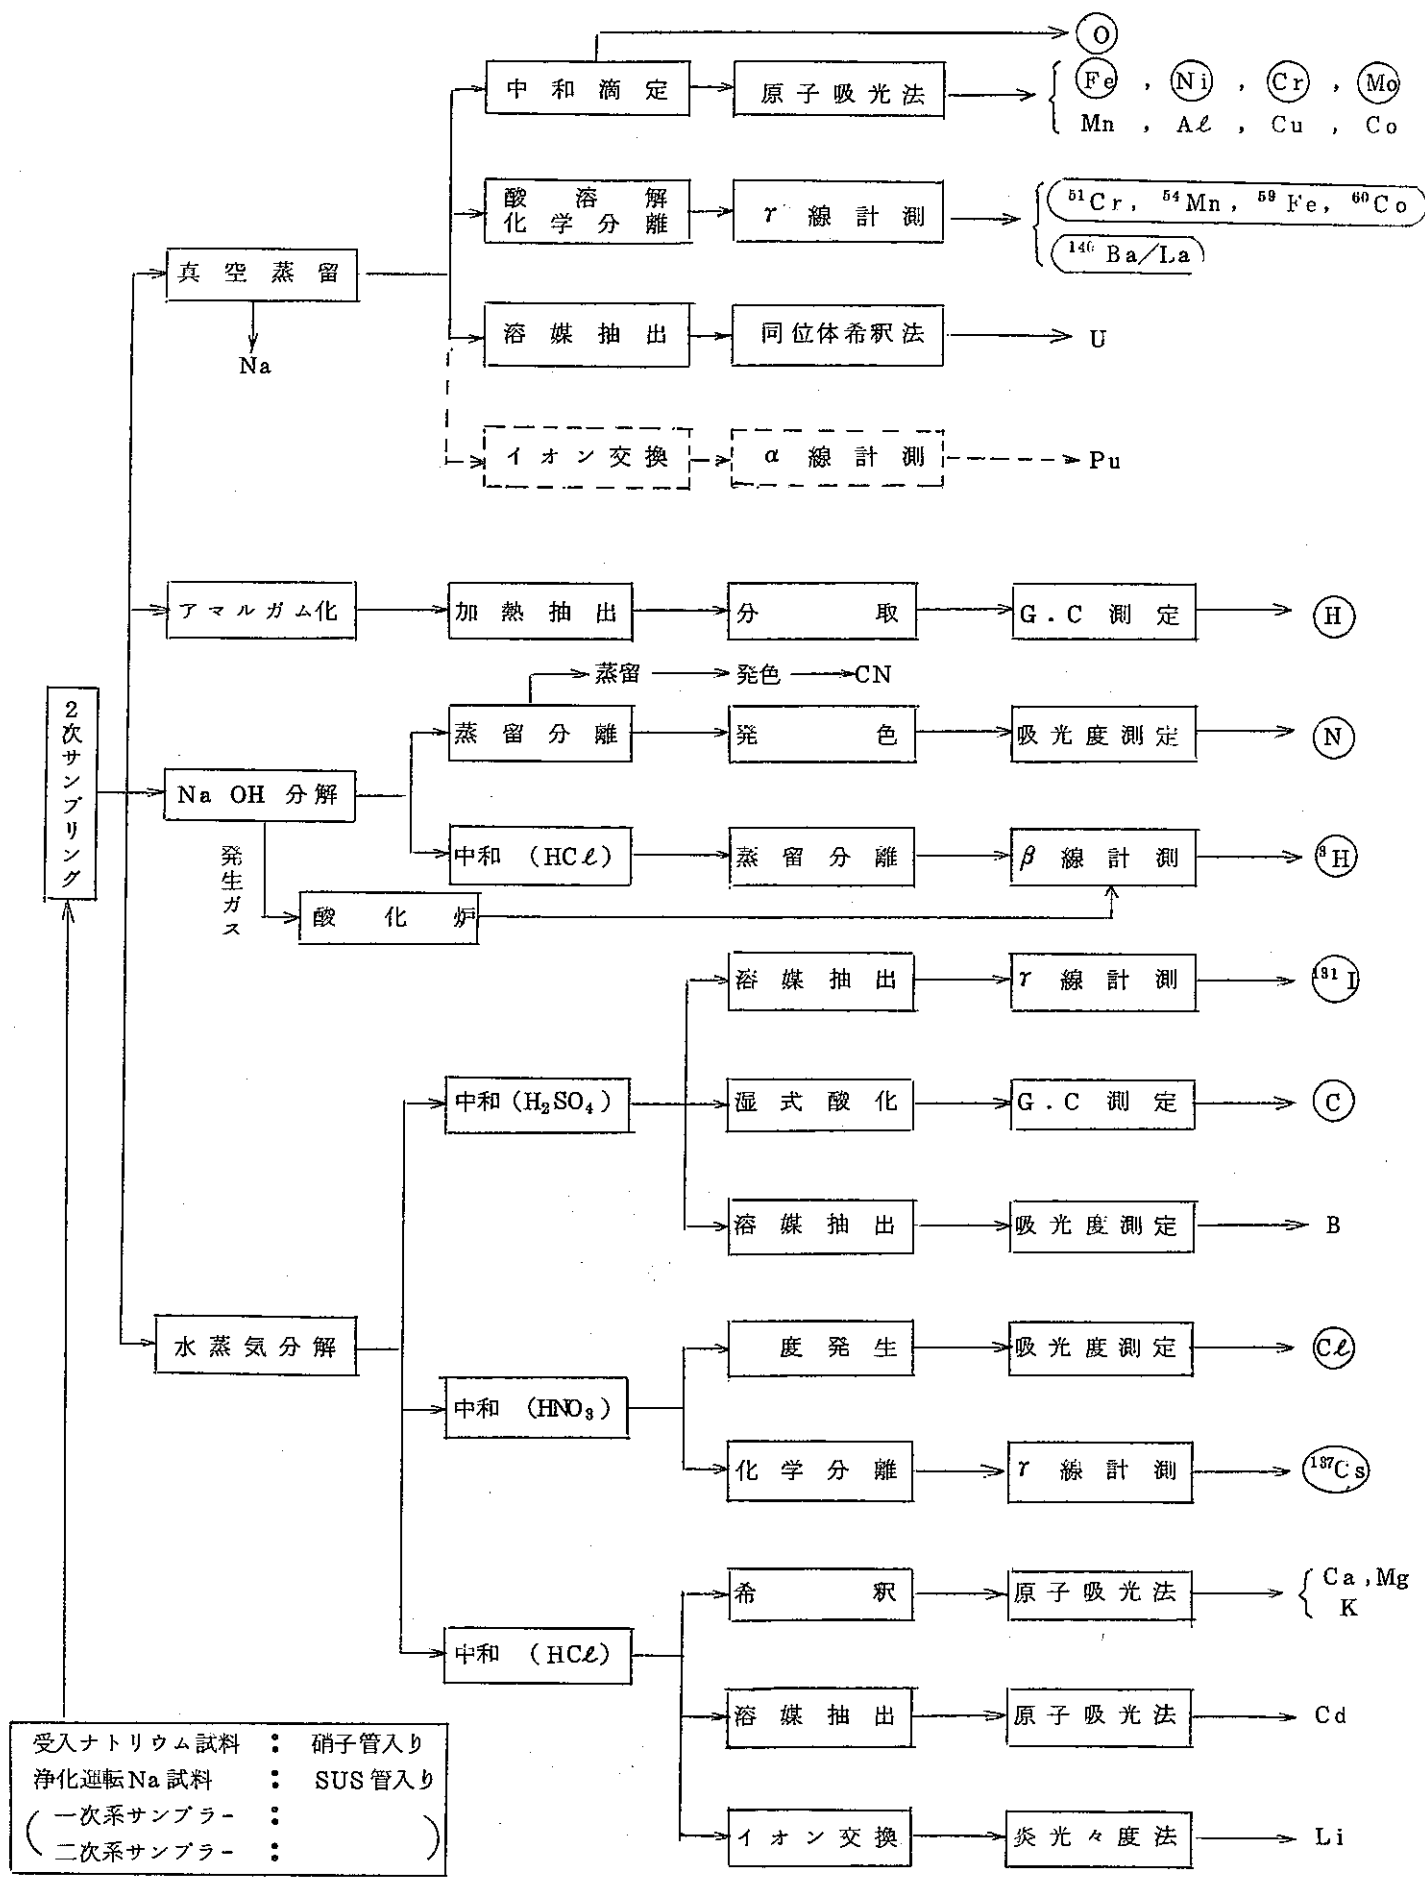 O
中和滴定 原子吸光法 Fe , Ni , Cr , Mo
Mn , Aℓ , Cu , Co
酸溶解
化学分離 γ線計測 ⁵¹Cr, ⁵⁴Mn, ⁵⁹Fe, ⁶⁰Co
¹⁴⁰Ba/La
真空蒸留
Na
溶媒抽出 同位体希釈法 U
イオン交換 α線計測 Pu
アマルガム化 加熱抽出 分取 G.C測定 H
蒸留 発色 CN
2次サンプリング
蒸留分離 発色 吸光度測定 N
NaOH分解
中和(HCℓ) 蒸留分離 β線計測 ³H
発生ガス
酸化炉
溶媒抽出 γ線計測 ¹³¹I
中和(H₂SO₄) 湿式酸化 G.C測定 C
溶媒抽出 吸光度測定 B
水蒸気分解
度発生 吸光度測定 Cℓ
中和(HNO₃)
化学分離 γ線計測 ¹³⁷Cs
希釈 原子吸光法 Ca,Mg
K
中和(HCℓ)
溶媒抽出 原子吸光法 Cd
イオン交換 炎光々度法 Li
受入ナトリウム試料 : 硝子管入り
浄化運転Na試料 : SUS管入り
(一次系サンプラー :
二次系サンプラー : )